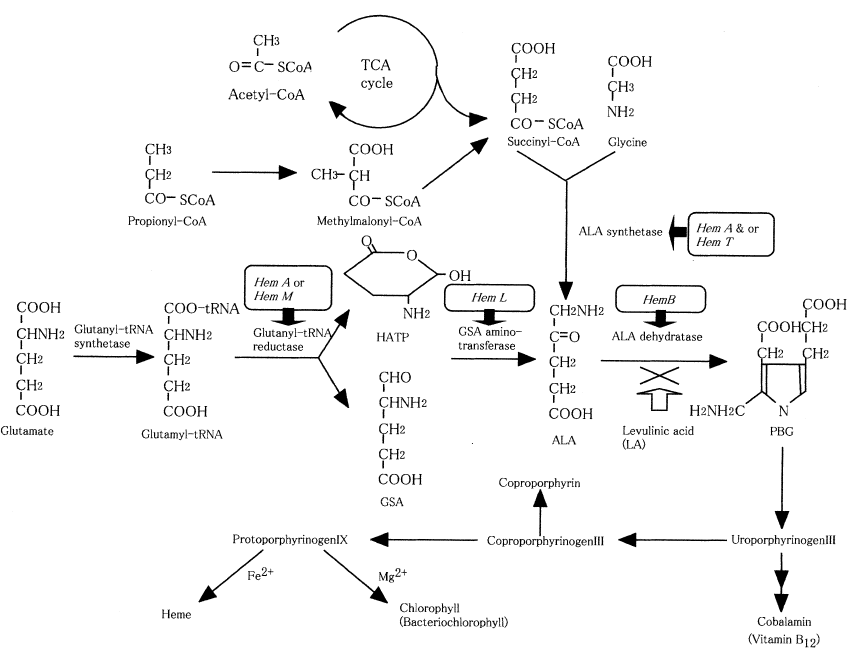 CH3
O=C-SCoA
Acetyl-CoA
TCA
cycle
COOH
CH2
CH2
CO-SCoA
Succinyl-CoA
COOH
CH3
NH2
Glycine
CH3
CH2
CO-SCoA
Propionyl-CoA
COOH
CH3-CH
CO-SCoA
Methylmalonyl-CoA
ALA synthetase
Hem A & or
Hem T
COOH
CHNH2
CH2
CH2
COOH
Glutamate
Glutanyl-tRNA
synthetase
COO-tRNA
CHNH2
CH2
CH2
COOH
Glutamyl-tRNA
Hem A or
Hem M
Glutanyl-tRNA
reductase
O
O
OH
NH2
HATP
CHO
CHNH2
CH2
CH2
COOH
GSA
Hem L
GSA amino-
transferase
CH2NH2
C=O
CH2
CH2
COOH
ALA
HemB
ALA dehydratase
Levulinic acid
(LA)
COOH
COOH
CH2
CH2
CH2
H2NH2C
N
PBG
Coproporphyrin
ProtoporphyrinogenIX
CoproporphyrinogenIII
UroporphyrinogenIII
Fe2+
Mg2+
Heme
Chlorophyll
(Bacteriochlorophyll)
Cobalamin
(Vitamin B12)